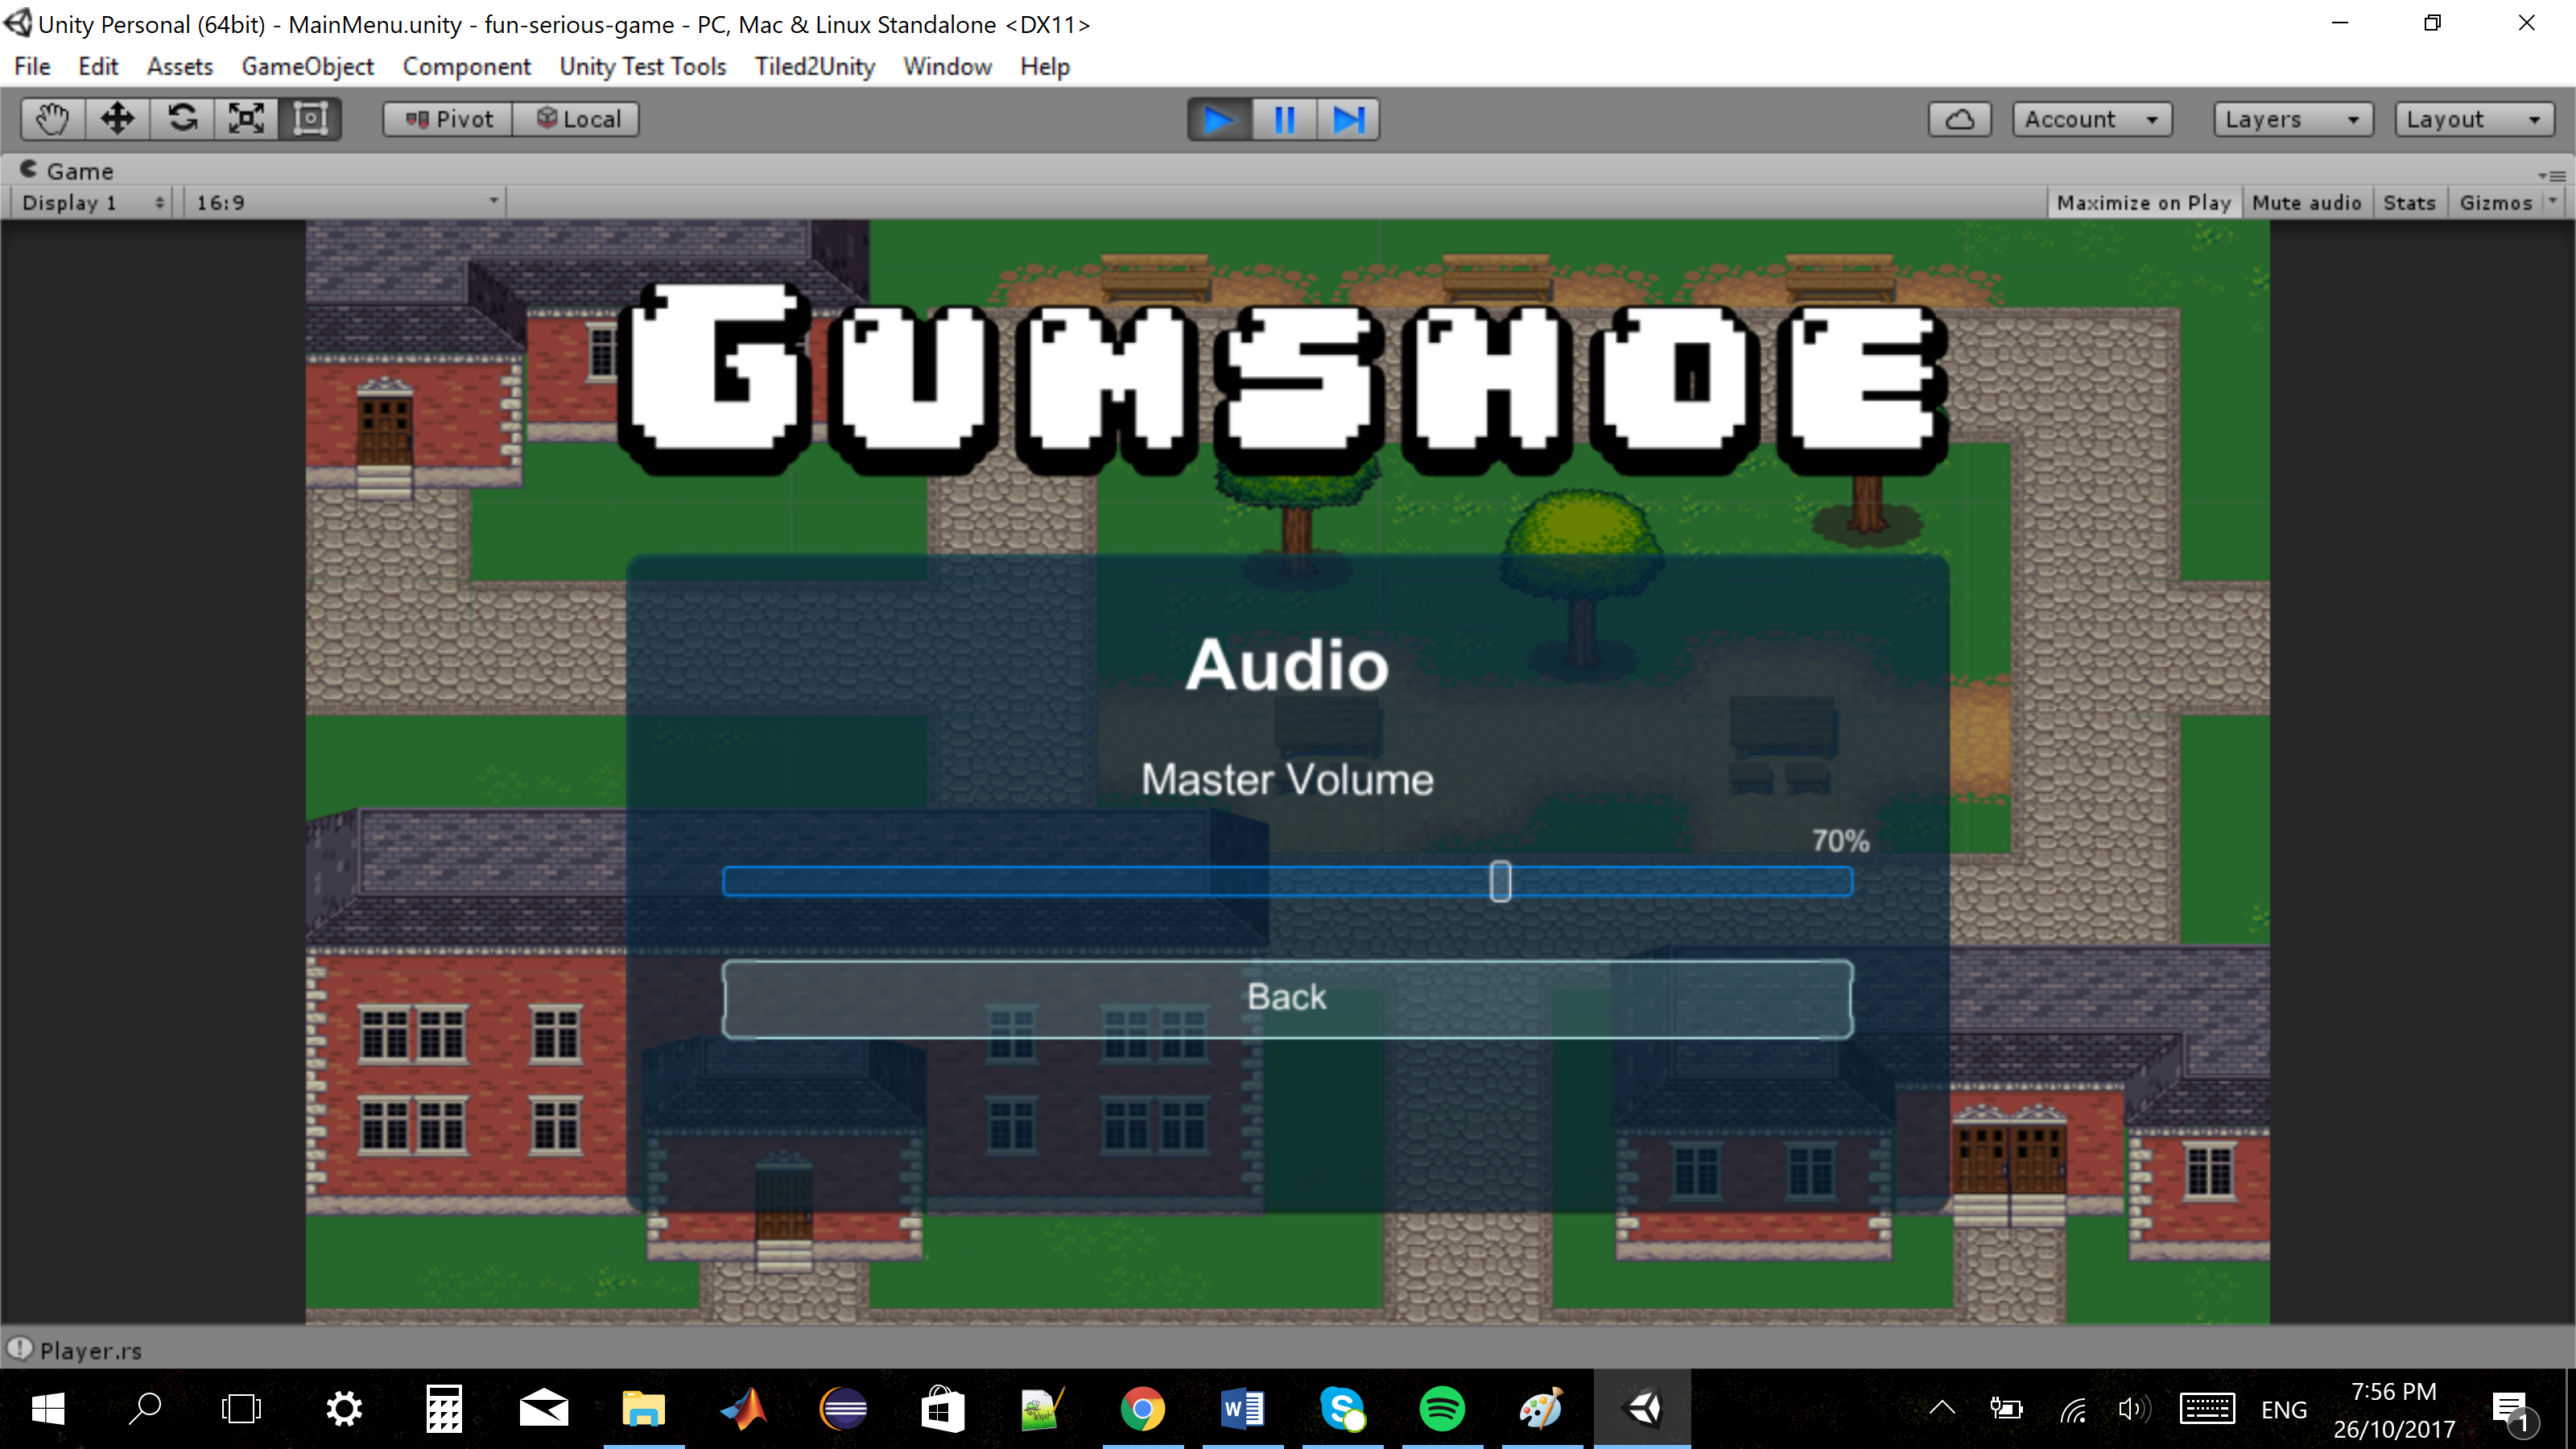 Unity Personal (64bit) - MainMenu.unity - fun-serious-game - PC, Mac & Linux Standalone <DX11>
File Edit Assets GameObject Component Unity Test Tools Tiled2Unity Window Help
Pivot Local Account Layers Layout
Game
Display 1 16:9 Maximize on Play Mute audio Stats Gizmos
GUMSHOE
Audio
Master Volume
70%
Back
Player.rs
7:56 PM
ENG
26/10/2017
1